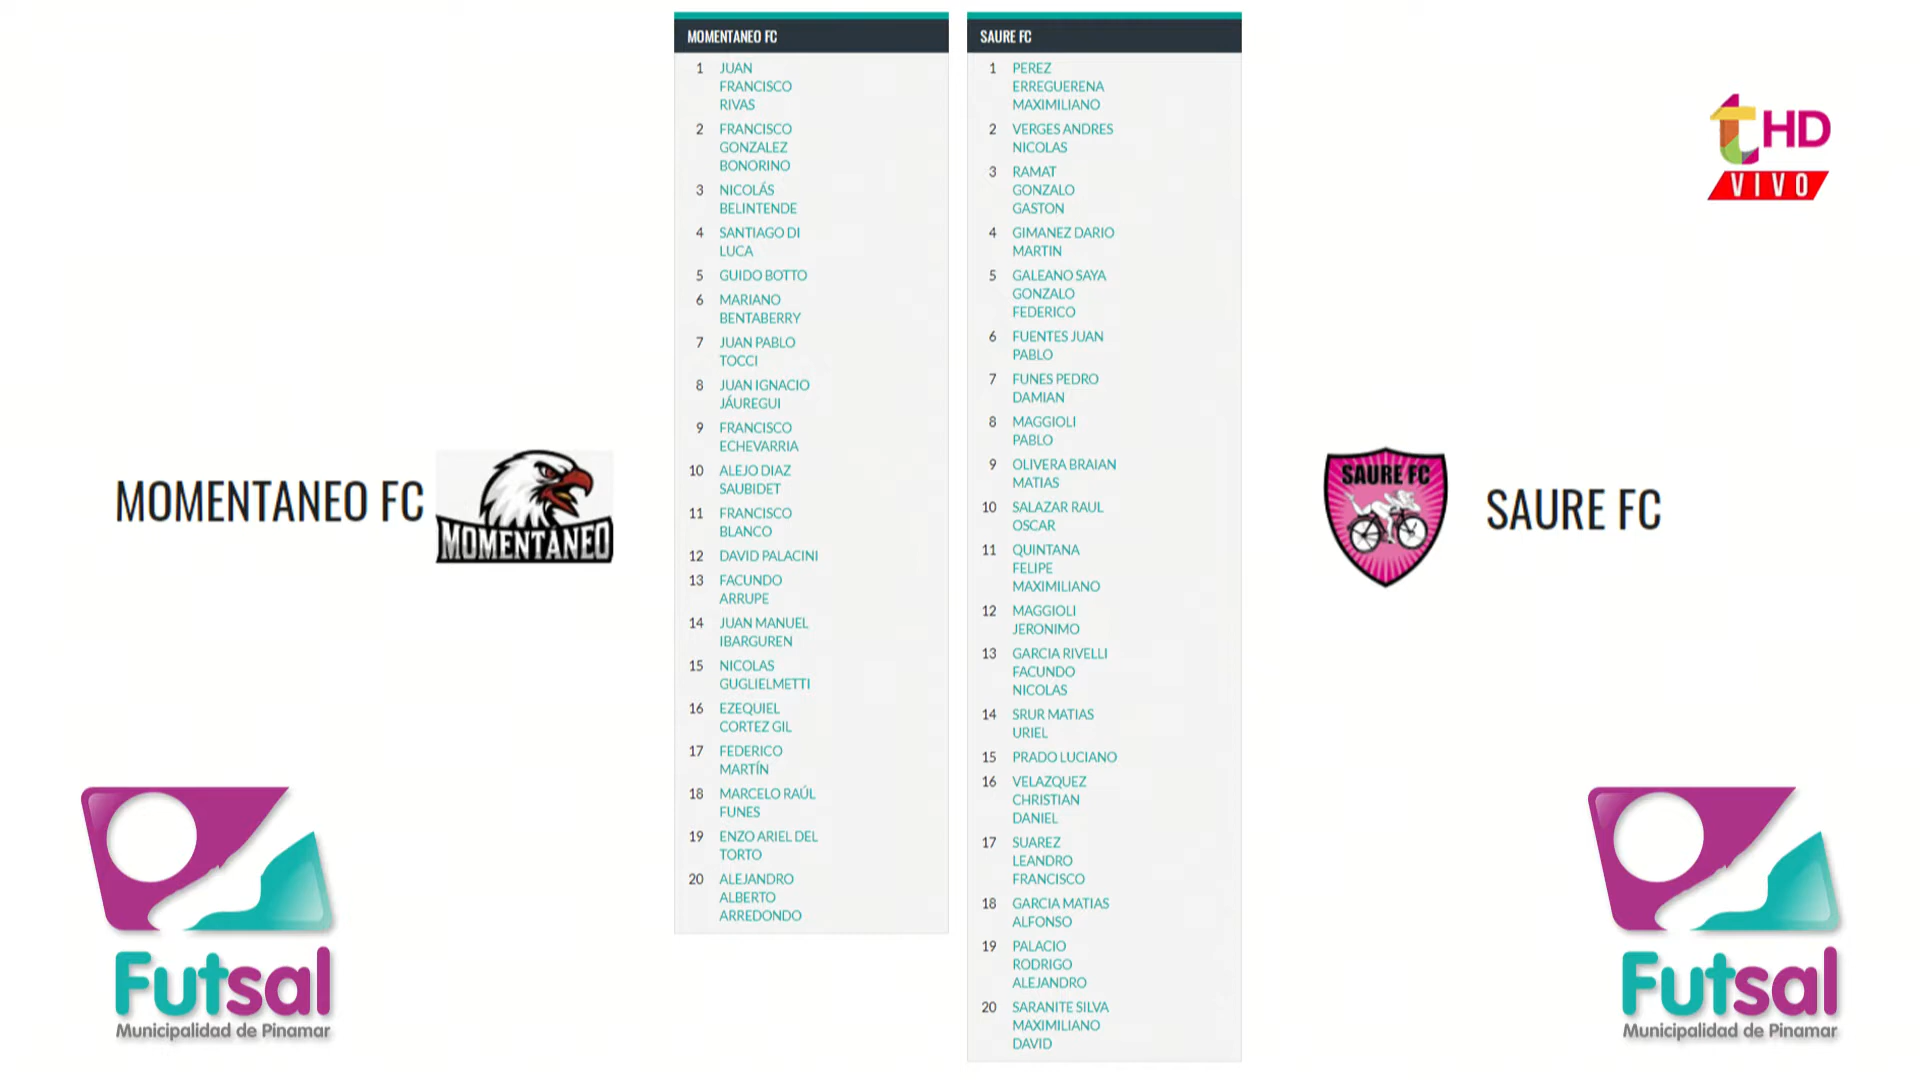 MOMENTANEO FC
1 JUAN
FRANCISCO
RIVAS
2 FRANCISCO
GONZALEZ
BONORINO
3 NICOLÁS
BELINTENDE
4 SANTIAGO DI
LUCA
5 GUIDO BOTTO
6 MARIANO
BENTABERRY
7 JUAN PABLO
TOCCI
8 JUAN IGNACIO
JÁUREGUI
9 FRANCISCO
ECHEVARRIA
10 ALEJO DIAZ
SAUBIDET
11 FRANCISCO
BLANCO
12 DAVID PALACINI
13 FACUNDO
ARRUPE
14 JUAN MANUEL
IBARGUREN
15 NICOLAS
GUGLIELMETTI
16 EZEQUIEL
CORTEZ GIL
17 FEDERICO
MARTÍN
18 MARCELO RAÚL
FUNES
19 ENZO ARIEL DEL
TORTO
20 ALEJANDRO
ALBERTO
ARREDONDO
SAURE FC
1 PEREZ
ERREGUERENA
MAXIMILIANO
2 VERGES ANDRES
NICOLAS
3 RAMAT
GONZALO
GASTON
4 GIMANEZ DARIO
MARTIN
5 GALEANO SAYA
GONZALO
FEDERICO
6 FUENTES JUAN
PABLO
7 FUNES PEDRO
DAMIAN
8 MAGGIOLI
PABLO
9 OLIVERA BRAIAN
MATIAS
10 SALAZAR RAUL
OSCAR
11 QUINTANA
FELIPE
MAXIMILIANO
12 MAGGIOLI
JERONIMO
13 GARCIA RIVELLI
FACUNDO
NICOLAS
14 SRUR MATIAS
URIEL
15 PRADO LUCIANO
16 VELAZQUEZ
CHRISTIAN
DANIEL
17 SUAREZ
LEANDRO
FRANCISCO
18 GARCIA MATIAS
ALFONSO
19 PALACIO
RODRIGO
ALEJANDRO
20 SARANITE SILVA
MAXIMILIANO
DAVID
t HD
VIVO
MOMENTANEO FC
MOMENTÁNEO
SAURE FC
SAURE FC
Futsal
Municipalidad de Pinamar
Futsal
Municipalidad de Pinamar